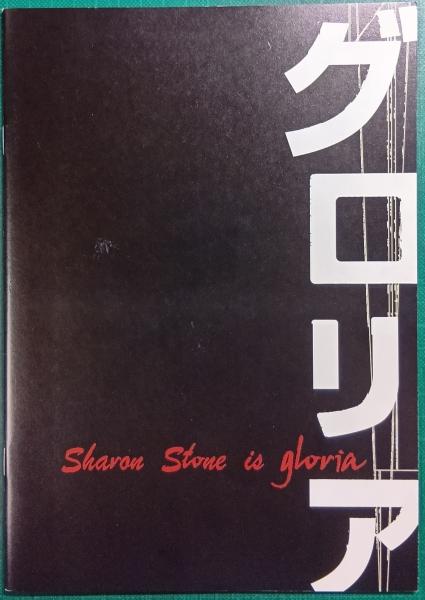 グロリア
Sharon Stone is gloria